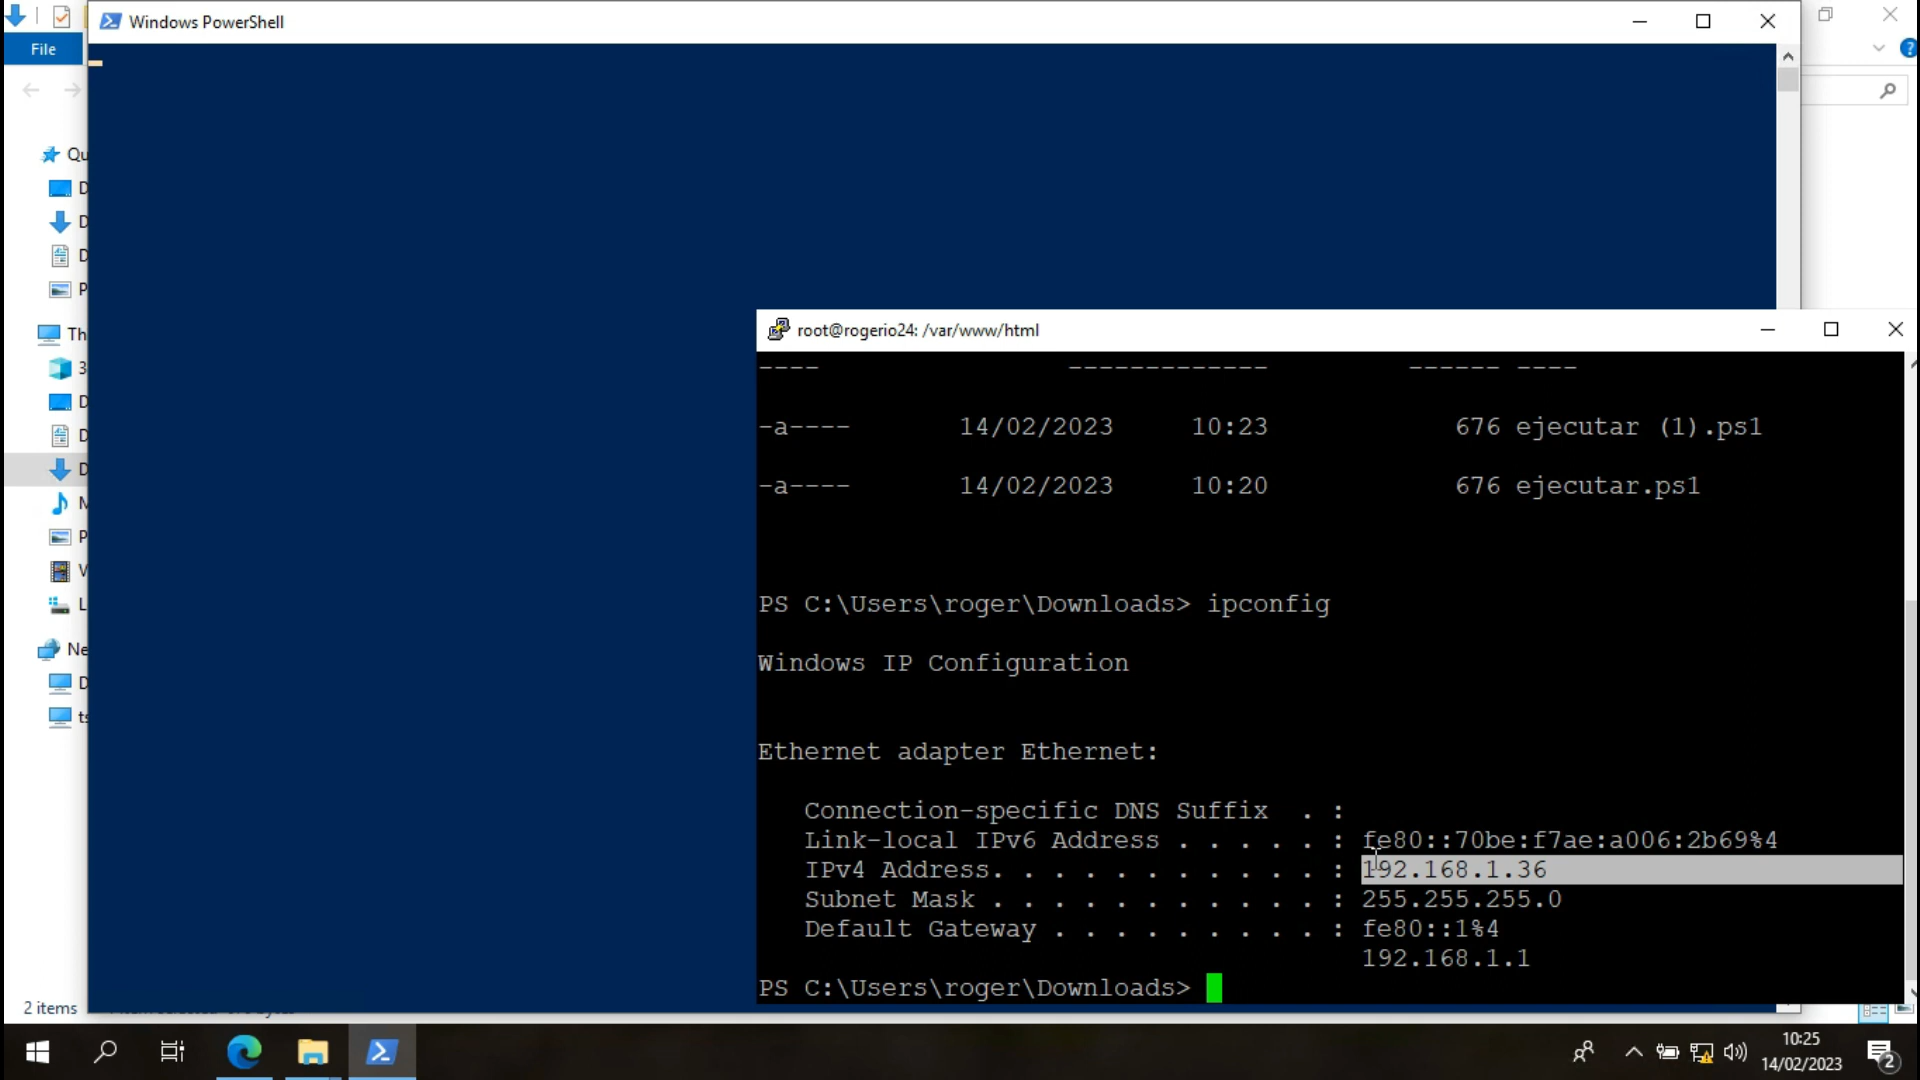 Windows PowerShell
File
Qu
D
D
D
P
Th
3
D
D
D
M
P
V
L
Ne
D
ts
root@rogerio24: /var/www/html
---- ------------- ------ ----
-a---- 14/02/2023 10:23 676 ejecutar (1).ps1
-a---- 14/02/2023 10:20 676 ejecutar.ps1
PS C:\Users\roger\Downloads> ipconfig
Windows IP Configuration
Ethernet adapter Ethernet:
Connection-specific DNS Suffix . :
Link-local IPv6 Address . . . . . : fe80::70be:f7ae:a006:2b69%4
IPv4 Address. . . . . . . . . . . : 192.168.1.36
Subnet Mask . . . . . . . . . . . : 255.255.255.0
Default Gateway . . . . . . . . . : fe80::1%4
192.168.1.1
PS C:\Users\roger\Downloads>
2 items
10:25
14/02/2023
2